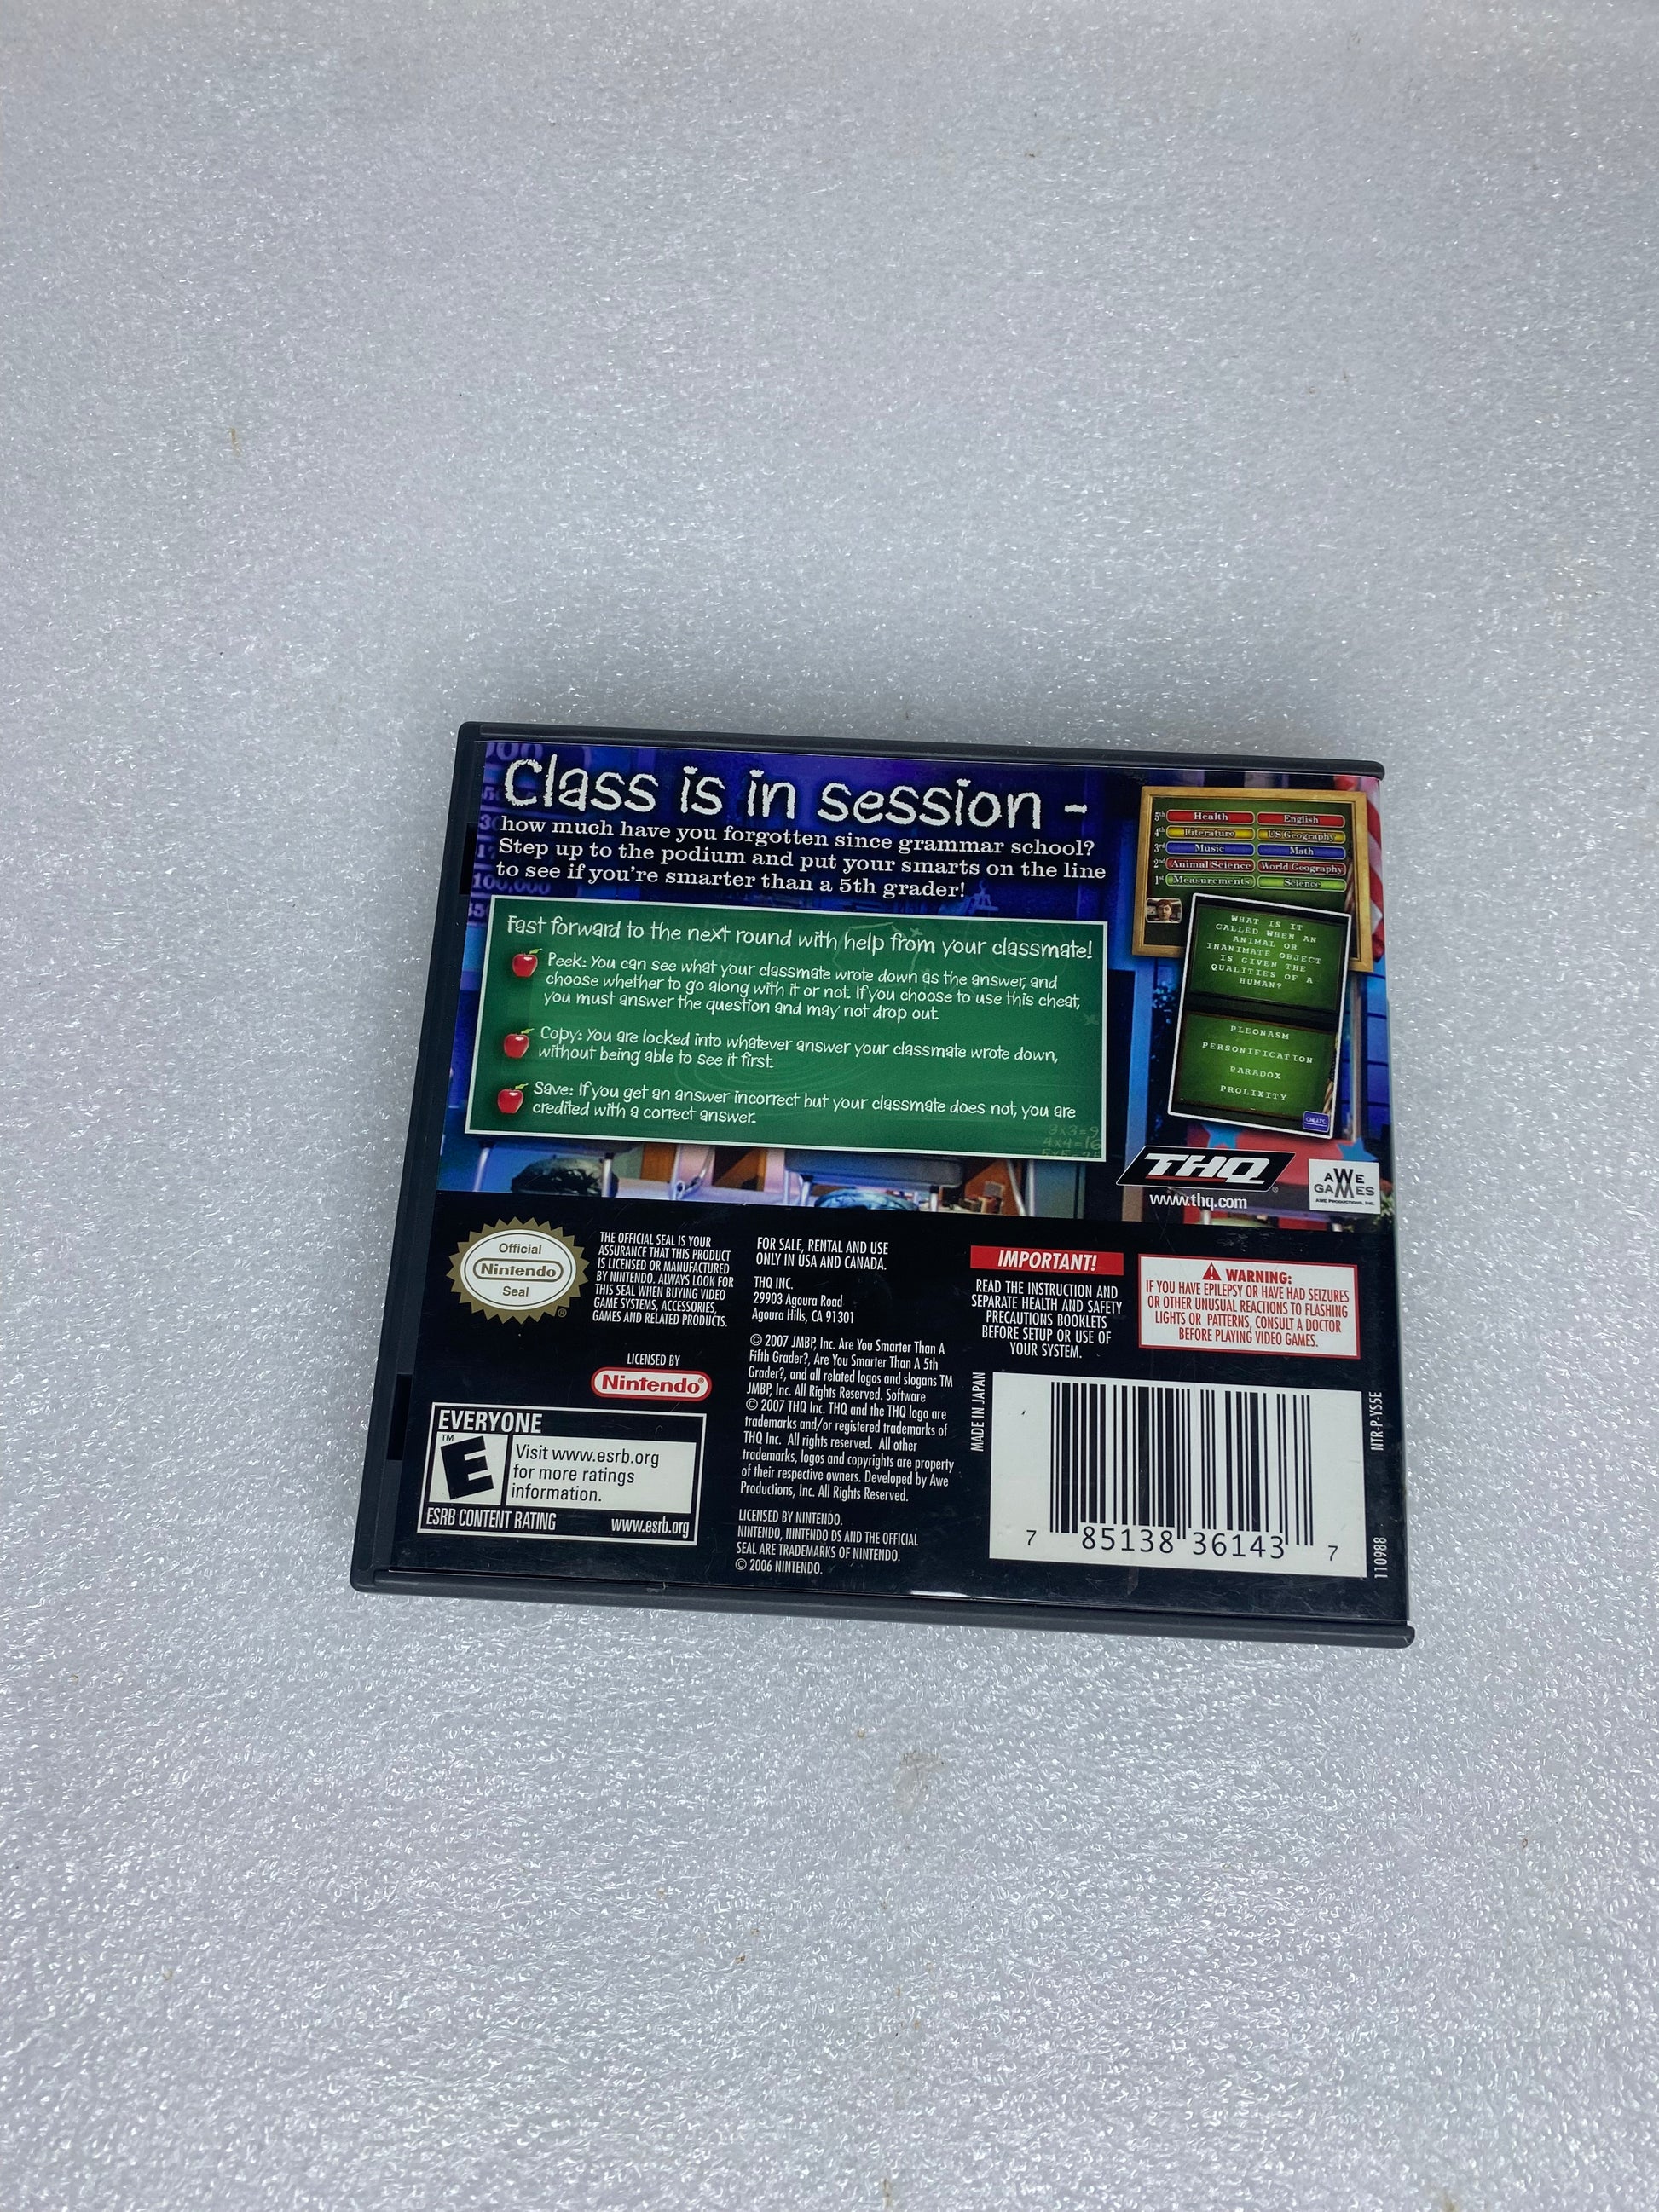 Class is in session -
how much have you forgotten since grammar school?
Step up to the podium and put your smarts on the line
to see if you're smarter than a 5th grader!
100,000
Fast forward to the next round with help from your classmate!
Peek: You can see what your classmate wrote down as the answer, and
choose whether to go along with it or not. If you choose to use this cheat,
you must answer the question and may not drop out.
Copy: You are locked into whatever answer your classmate wrote down,
without being able to see it first.
Save: If you get an answer incorrect but your classmate does not, you are
credited with a correct answer.
3x3=9
4x4=16
5x5=25
5th Health English
4th Literature US Geography
3rd Music Math
2nd Animal Science World Geography
1st Measurements Science
WHAT IS IT
CALLED WHEN AN
ANIMAL OR
INANIMATE OBJECT
IS GIVEN THE
QUALITIES OF A
HUMAN?
PLEONASM
PERSONIFICATION
PARADOX
PROLIXITY
CHEATS
THQ
www.thq.com
AWE
GAMES
AWE PRODUCTIONS, INC.
Official
Nintendo
Seal
®
THE OFFICIAL SEAL IS YOUR
ASSURANCE THAT THIS PRODUCT
IS LICENSED OR MANUFACTURED
BY NINTENDO. ALWAYS LOOK FOR
THIS SEAL WHEN BUYING VIDEO
GAME SYSTEMS, ACCESSORIES,
GAMES AND RELATED PRODUCTS.
LICENSED BY
Nintendo®
EVERYONE
E
TM
Visit www.esrb.org
for more ratings
information.
ESRB CONTENT RATING www.esrb.org
FOR SALE, RENTAL AND USE
ONLY IN USA AND CANADA.
THQ INC.
29903 Agoura Road
Agoura Hills, CA 91301
© 2007 JMBP, Inc. Are You Smarter Than A
Fifth Grader?, Are You Smarter Than A 5th
Grader?, and all related logos and slogans TM
JMBP, Inc. All Rights Reserved. Software
© 2007 THQ Inc. THQ and the THQ logo are
trademarks and/or registered trademarks of
THQ Inc. All rights reserved. All other
trademarks, logos and copyrights are property
of their respective owners. Developed by Awe
Productions, Inc. All Rights Reserved.
LICENSED BY NINTENDO.
NINTENDO, NINTENDO DS AND THE OFFICIAL
SEAL ARE TRADEMARKS OF NINTENDO.
© 2006 NINTENDO.
IMPORTANT!
READ THE INSTRUCTION AND
SEPARATE HEALTH AND SAFETY
PRECAUTIONS BOOKLETS
BEFORE SETUP OR USE OF
YOUR SYSTEM.
WARNING:
IF YOU HAVE EPILEPSY OR HAVE HAD SEIZURES
OR OTHER UNUSUAL REACTIONS TO FLASHING
LIGHTS OR PATTERNS, CONSULT A DOCTOR
BEFORE PLAYING VIDEO GAMES.
MADE IN JAPAN
7 85138 36143 7
NTR-P-YS5E
110988